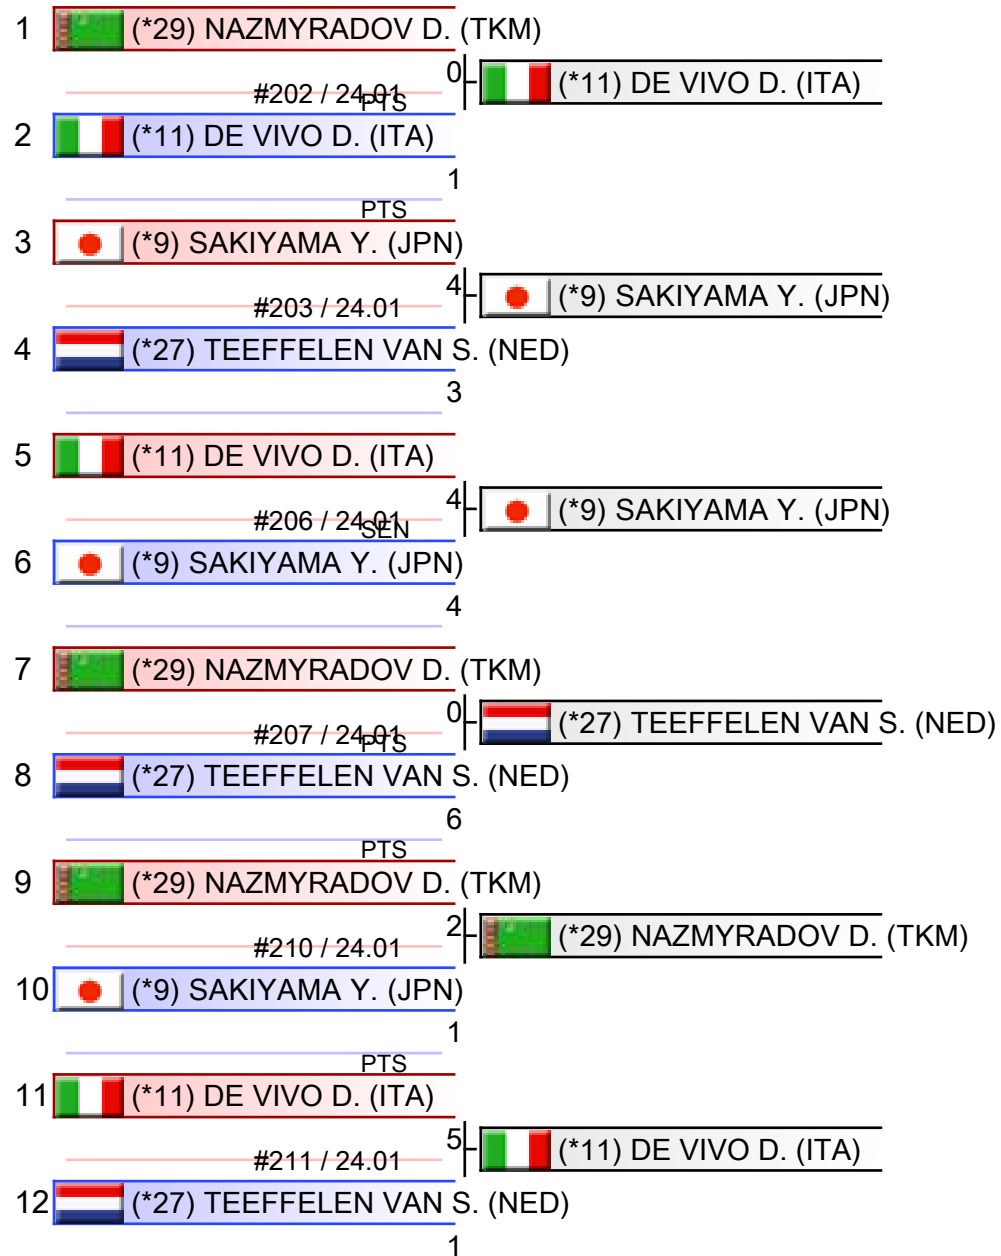 1 (*29) NAZMYRADOV D. (TKM)
0 (*11) DE VIVO D. (ITA)
#202 / 24.01
PTS
2 (*11) DE VIVO D. (ITA)
1
PTS
3 (*9) SAKIYAMA Y. (JPN)
4 (*9) SAKIYAMA Y. (JPN)
#203 / 24.01
4 (*27) TEEFFELEN VAN S. (NED)
3
5 (*11) DE VIVO D. (ITA)
4 (*9) SAKIYAMA Y. (JPN)
#206 / 24.01
SEN
6 (*9) SAKIYAMA Y. (JPN)
4
7 (*29) NAZMYRADOV D. (TKM)
0 (*27) TEEFFELEN VAN S. (NED)
#207 / 24.01
PTS
8 (*27) TEEFFELEN VAN S. (NED)
6
PTS
9 (*29) NAZMYRADOV D. (TKM)
2 (*29) NAZMYRADOV D. (TKM)
#210 / 24.01
10 (*9) SAKIYAMA Y. (JPN)
1
PTS
11 (*11) DE VIVO D. (ITA)
5 (*11) DE VIVO D. (ITA)
#211 / 24.01
12 (*27) TEEFFELEN VAN S. (NED)
1